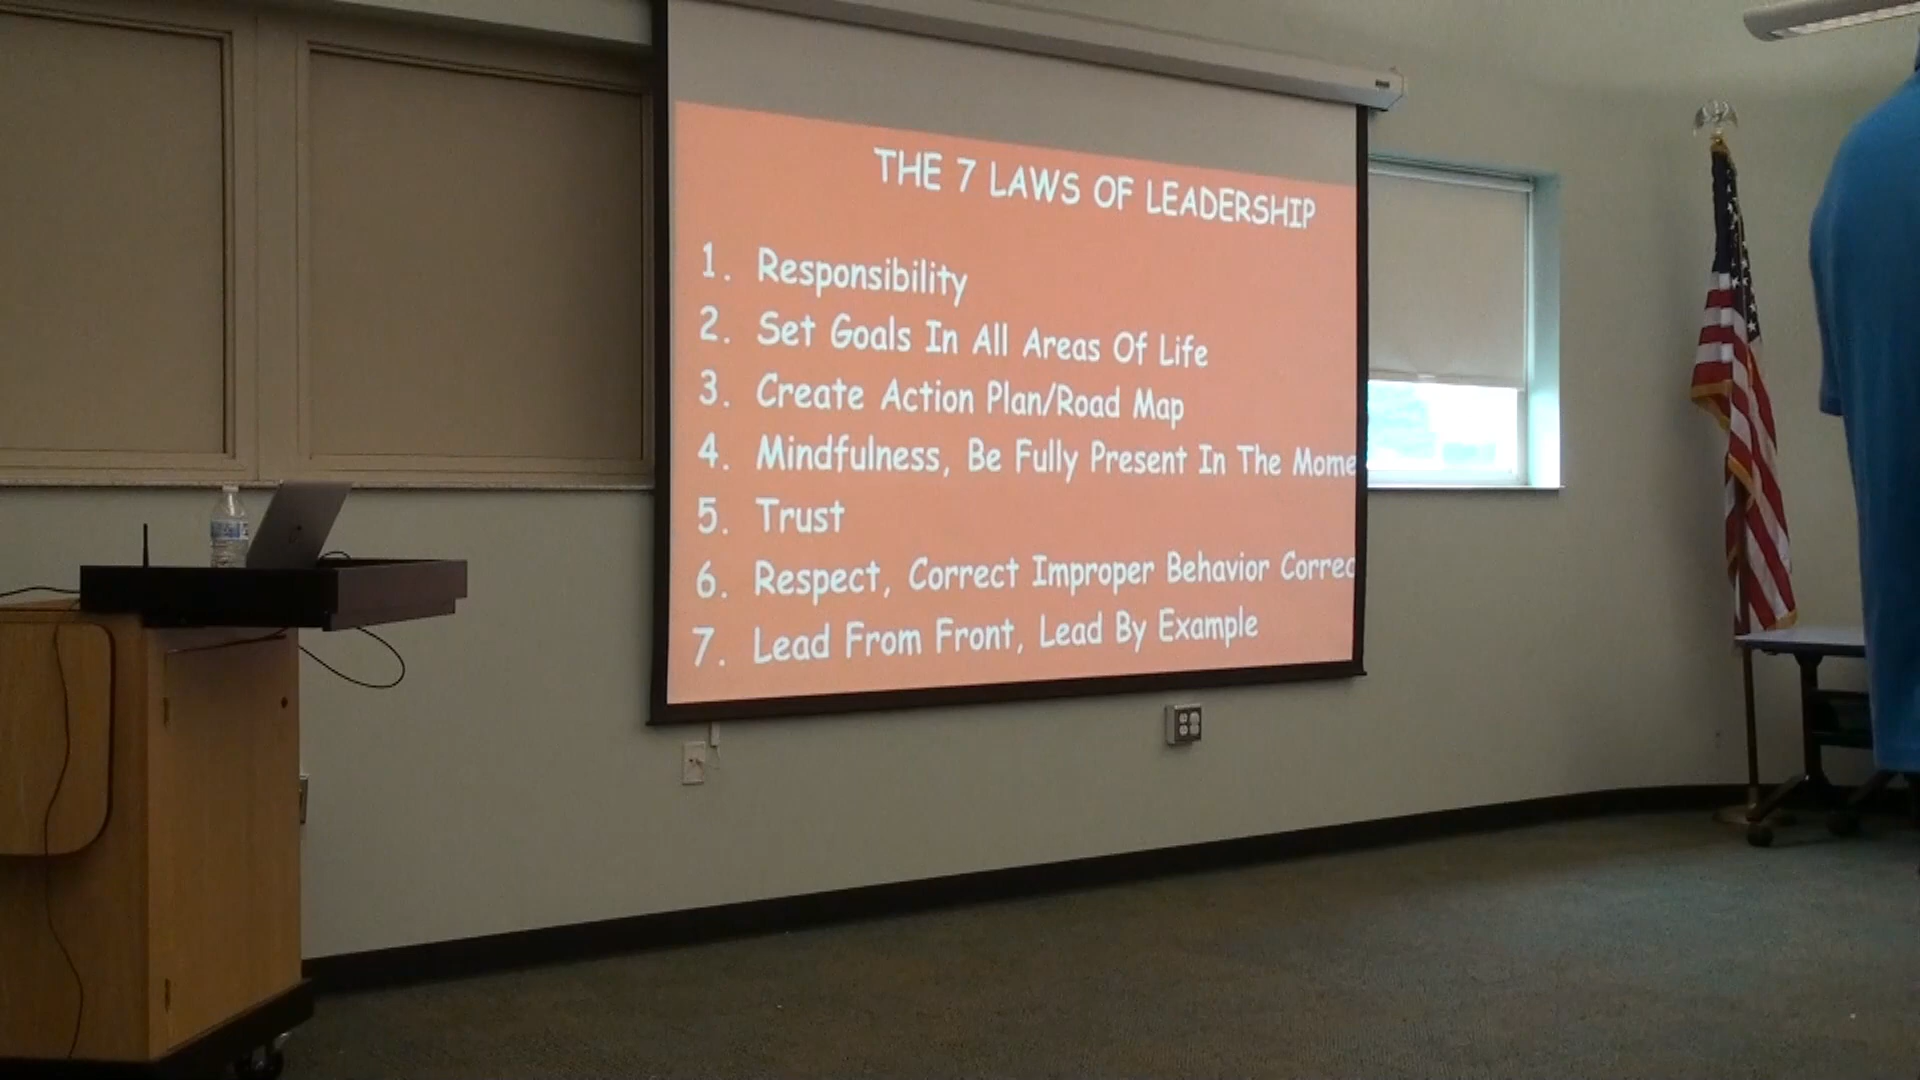 THE 7 LAWS OF LEADERSHIP
1. Responsibility
2. Set Goals In All Areas Of Life
3. Create Action Plan/Road Map
4. Mindfulness, Be Fully Present In The Mome
5. Trust
6. Respect, Correct Improper Behavior Correc
7. Lead From Front, Lead By Example